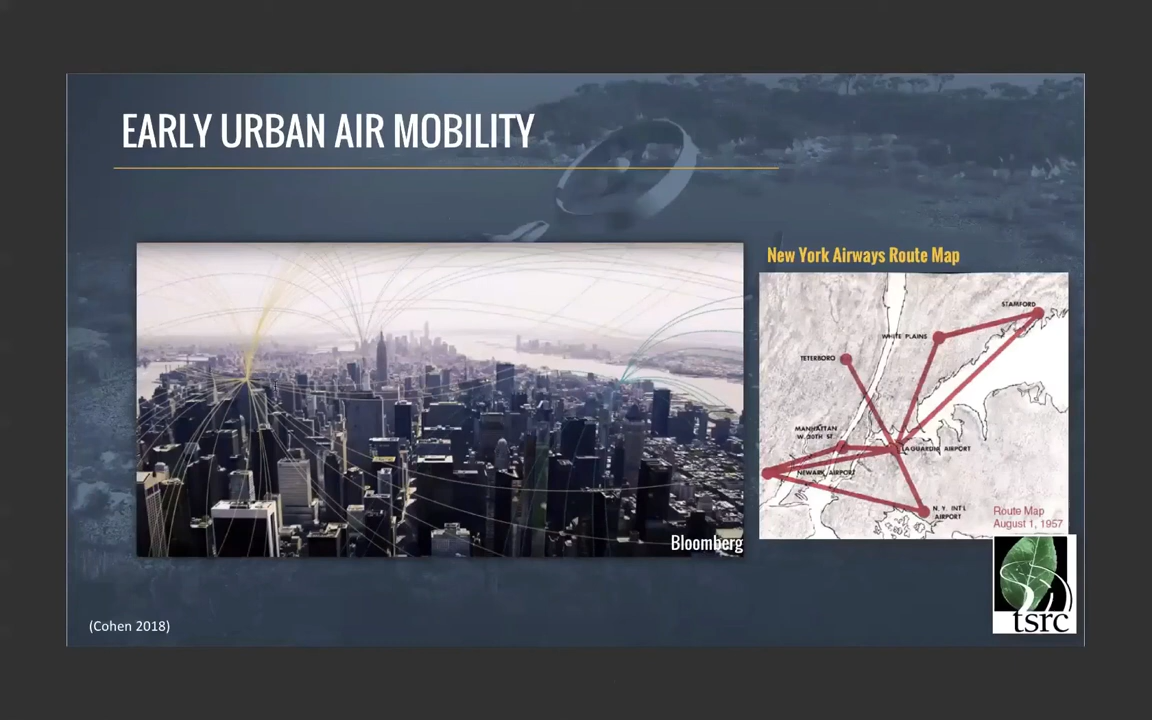 EARLY URBAN AIR MOBILITY
New York Airways Route Map
STAMFORD
WHITE PLAINS
TETERBORO
MANHATTAN
W. 30TH ST.
LAGUARDIA AIRPORT
NEWARK AIRPORT
N. Y. INT'L
AIRPORT
Route Map
August 1, 1957
Bloomberg
(Cohen 2018)
tsrc